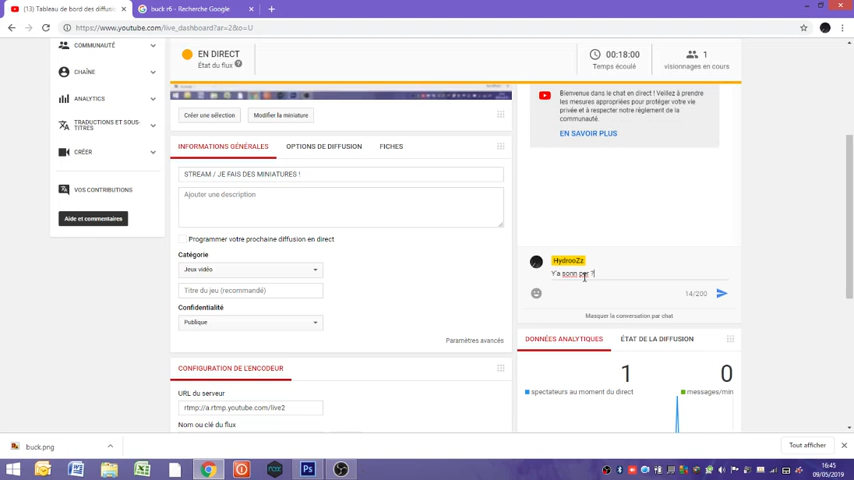 (13) Tableau de bord des diffusi
buck r6 - Recherche Google
https://www.youtube.com/live_dashboard?ar=2&o=U
COMMUNAUTÉ
CHAÎNE
ANALYTICS
TRADUCTIONS ET SOUS-
TITRES
CRÉER
VOS CONTRIBUTIONS
Aide et commentaires
EN DIRECT
État du flux
00:18:00
Temps écoulé
1
visionnages en cours
Créer une sélection
Modifier la miniature
INFORMATIONS GÉNÉRALES
OPTIONS DE DIFFUSION
FICHES
STREAM / JE FAIS DES MINIATURES !
Ajouter une description
Programmer votre prochaine diffusion en direct
Catégorie
Jeux vidéo
Titre du jeu (recommandé)
Confidentialité
Publique
Paramètres avancés
CONFIGURATION DE L'ENCODEUR
URL du serveur
rtmp://a.rtmp.youtube.com/live2
Nom ou clé du flux
Bienvenue dans le chat en direct ! Veillez à prendre
les mesures appropriées pour protéger votre vie
privée et à respecter notre règlement de la
communauté.
EN SAVOIR PLUS
HydrooZz
Y'a sonn per ?
14/200
Masquer la conversation par chat
DONNÉES ANALYTIQUES
ÉTAT DE LA DIFFUSION
1
0
spectateurs au moment du direct
messages/min
buck.png
Tout afficher
16:45
09/05/2019